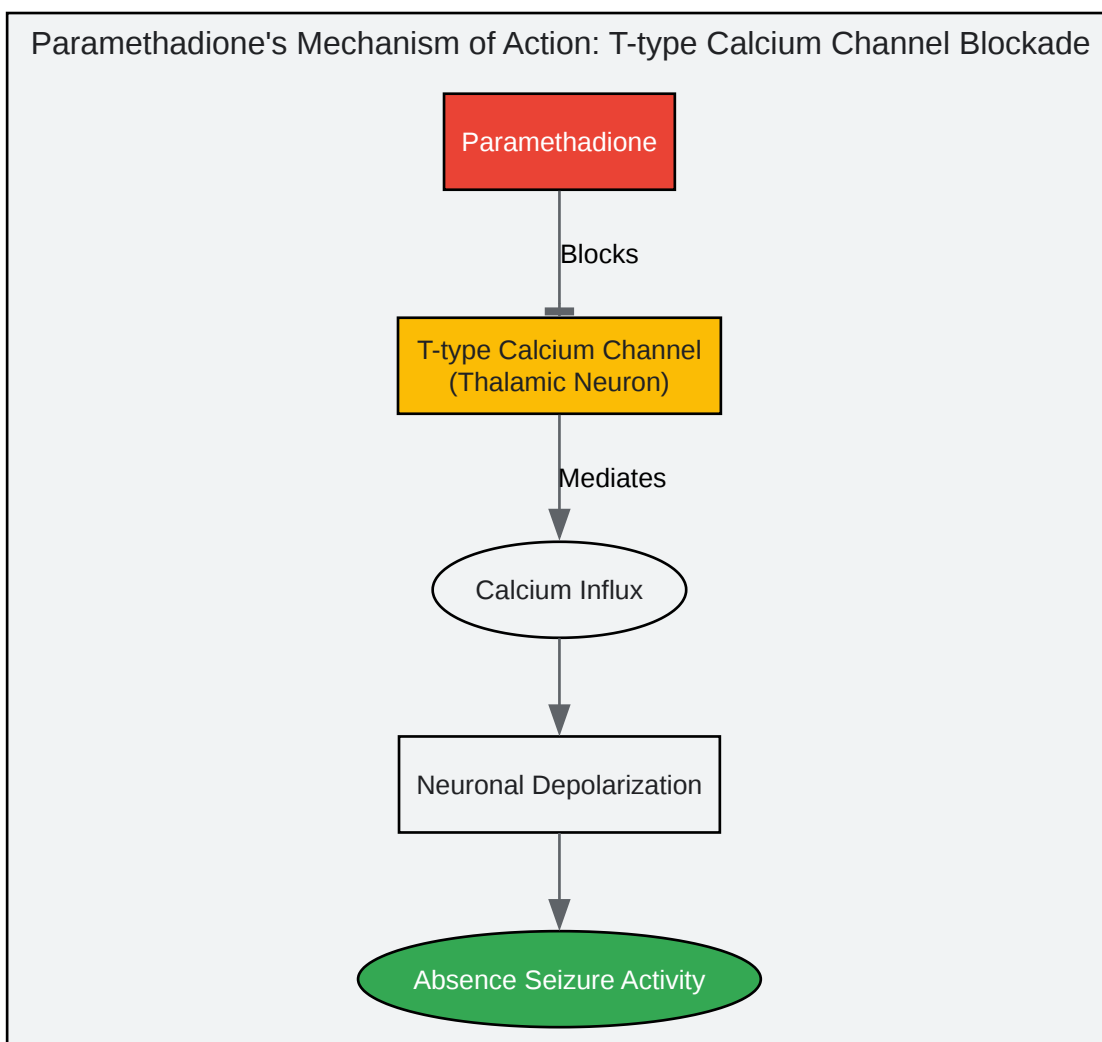 Paramethadione's Mechanism of Action: T-type Calcium Channel Blockade
Paramethadione
Blocks
T-type Calcium Channel
(Thalamic Neuron)
Mediates
Calcium Influx
Neuronal Depolarization
Absence Seizure Activity